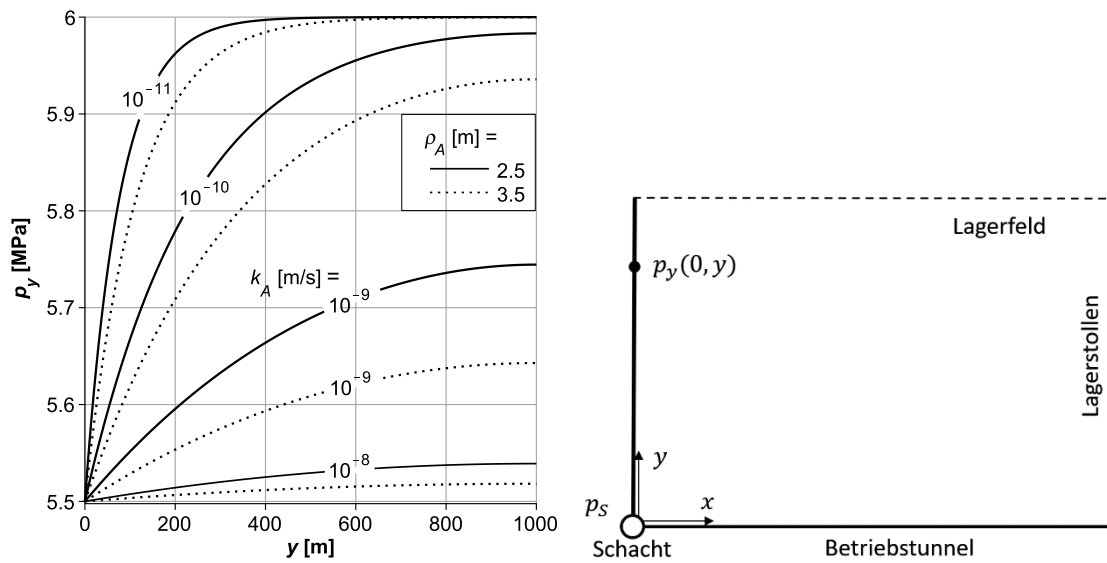 6
5.9
5.8
5.7
5.6
5.5
p_y [MPa]
0
200
400
600
800
1000
y [m]
10⁻¹¹
10⁻¹⁰
k_A [m/s] =
10⁻⁹
10⁻⁹
10⁻⁸
ρ_A [m] =
2.5
3.5
Lagerfeld
p_y(0, y)
Lagerstollen
y
p_S
x
Schacht
Betriebstunnel